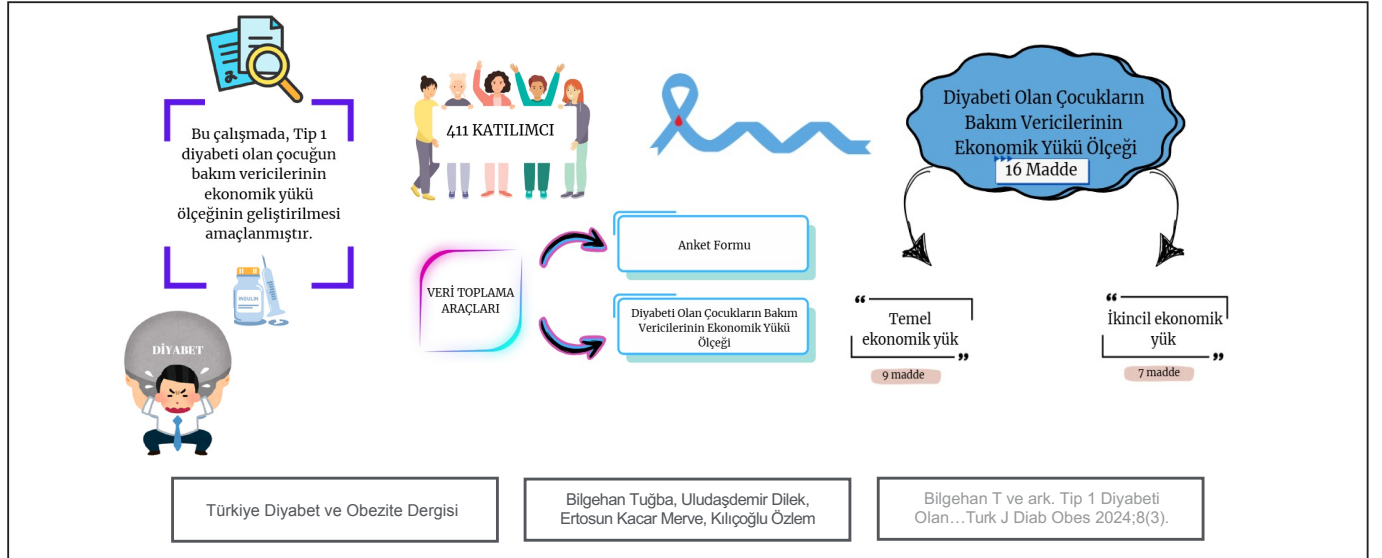 Bu çalışmada, Tip 1
diyabeti olan çocuğun
bakım vericilerinin
ekonomik yükü
ölçeğinin geliştirilmesi
amaçlanmıştır.
INSULIN
DİYABET
411 KATILIMCI
VERİ TOPLAMA
ARAÇLARI
Anket Formu
Diyabeti Olan Çocukların Bakım
Vericilerinin Ekonomik Yükü
Ölçeği
Diyabeti Olan Çocukların
Bakım Vericilerinin
Ekonomik Yükü Ölçeği
16 Madde
“
Temel
ekonomik yük
”
9 madde
“
İkincil ekonomik
yük
”
7 madde
Türkiye Diyabet ve Obezite Dergisi
Bilgehan Tuğba, Uludaşdemir Dilek,
Ertosun Kacar Merve, Kılıçoğlu Özlem
Bilgehan T ve ark. Tip 1 Diyabeti
Olan…Turk J Diab Obes 2024;8(3).